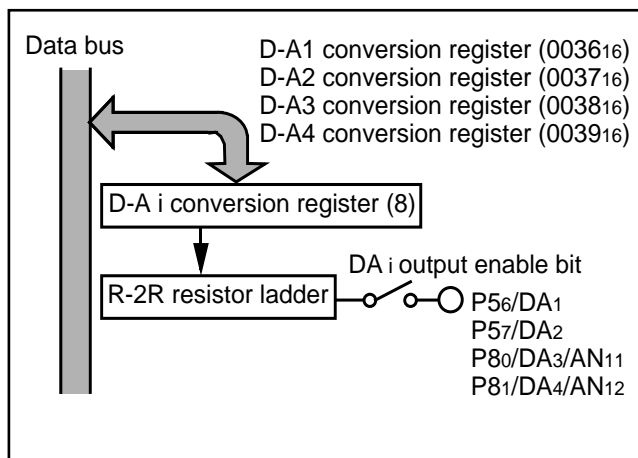 Data bus
D-A1 conversion register (003616)
D-A2 conversion register (003716)
D-A3 conversion register (003816)
D-A4 conversion register (003916)
D-A i conversion register (8)
DA i output enable bit
R-2R resistor ladder
P56/DA1
P57/DA2
P80/DA3/AN11
P81/DA4/AN12